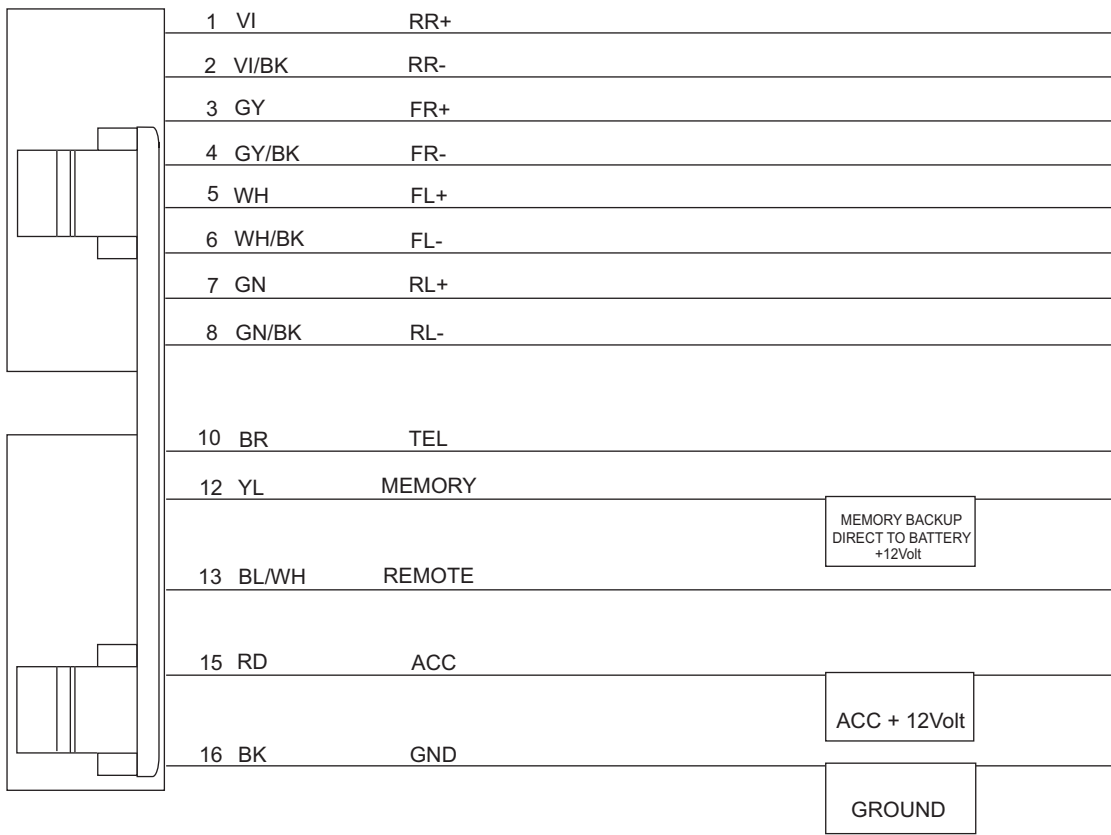 1 VI RR+
2 VI/BK RR-
3 GY FR+
4 GY/BK FR-
5 WH FL+
6 WH/BK FL-
7 GN RL+
8 GN/BK RL-
10 BR TEL
12 YL MEMORY
MEMORY BACKUP
DIRECT TO BATTERY
+12Volt
13 BL/WH REMOTE
15 RD ACC
ACC + 12Volt
16 BK GND
GROUND